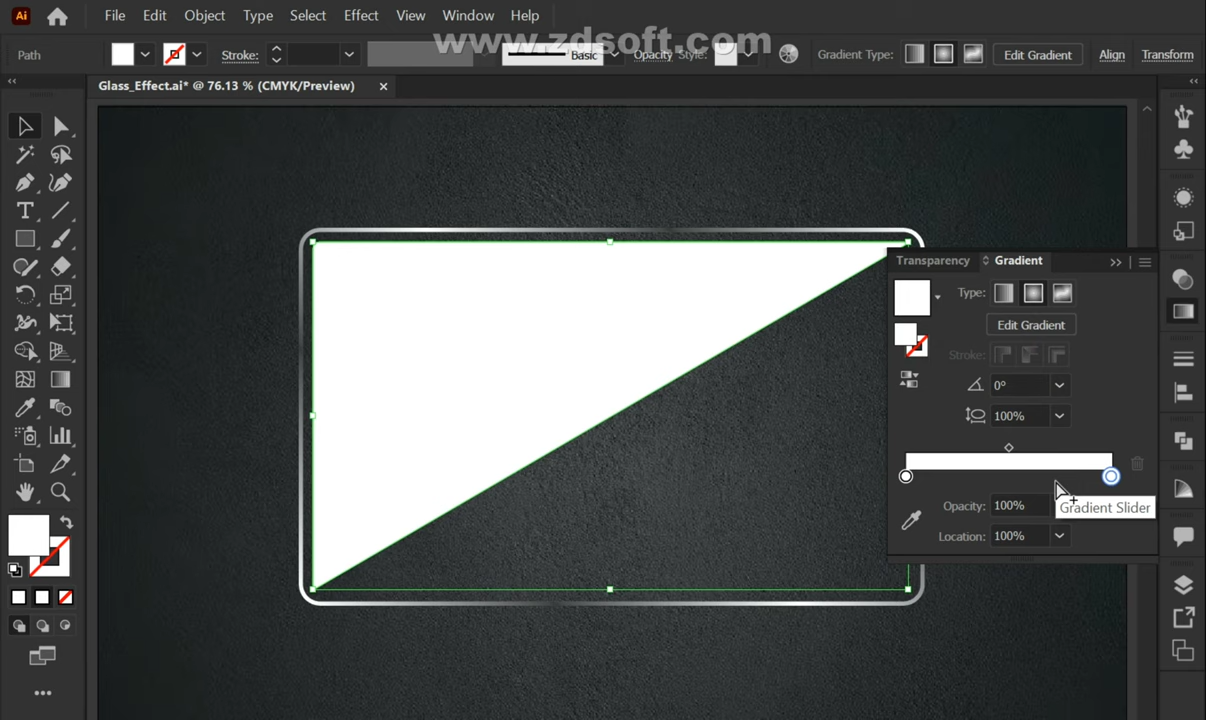 Ai File Edit Object Type Select Effect View Window Help
www.zdsoft.com
Path Stroke: Basic Opacity Style: Gradient Type: Edit Gradient Align Transform
Glass_Effect.ai* @ 76.13 % (CMYK/Preview)
Transparency Gradient
Type:
Edit Gradient
Stroke:
0°
100%
Opacity: 100%
Gradient Slider
Location: 100%